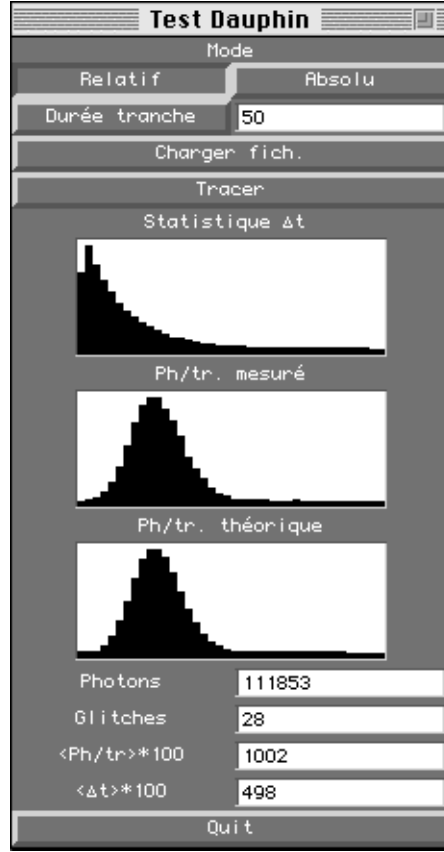 Test Dauphin
Mode
Relatif Absolu
Durée tranche 50
Charger fich.
Tracer
Statistique Δt
Ph/tr. mesuré
Ph/tr. théorique
Photons 111853
Glitches 28
<Ph/tr>*100 1002
<Δt>*100 498
Quit